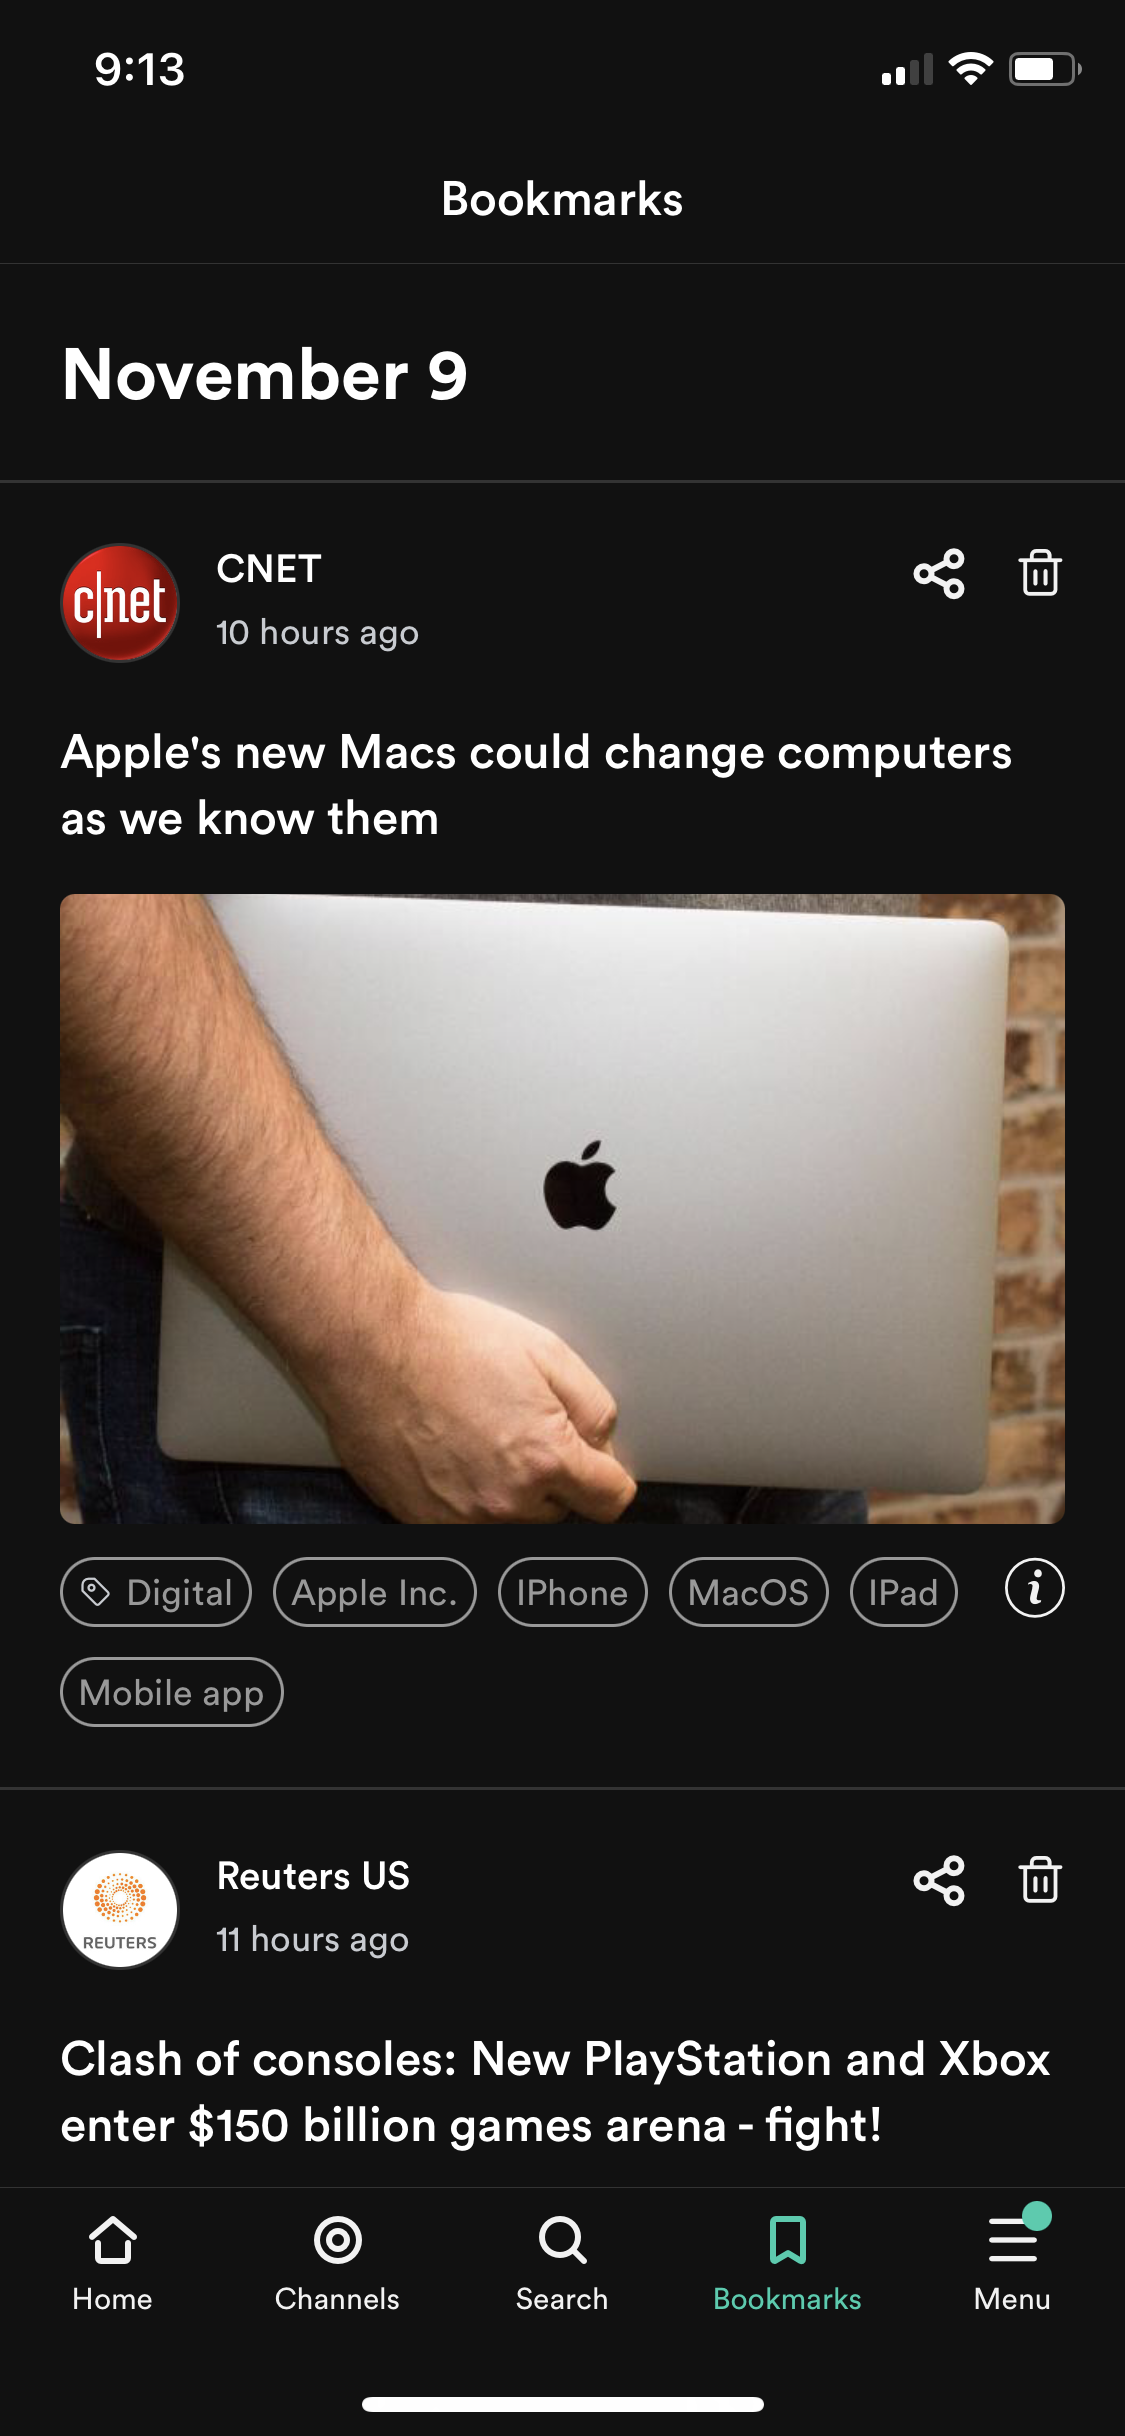 9:13
Bookmarks
November 9
c|net
CNET
10 hours ago
Apple's new Macs could change computers
as we know them
Digital
Apple Inc.
IPhone
MacOS
IPad
Mobile app
REUTERS
Reuters US
11 hours ago
Clash of consoles: New PlayStation and Xbox
enter $150 billion games arena - fight!
Home
Channels
Search
Bookmarks
Menu